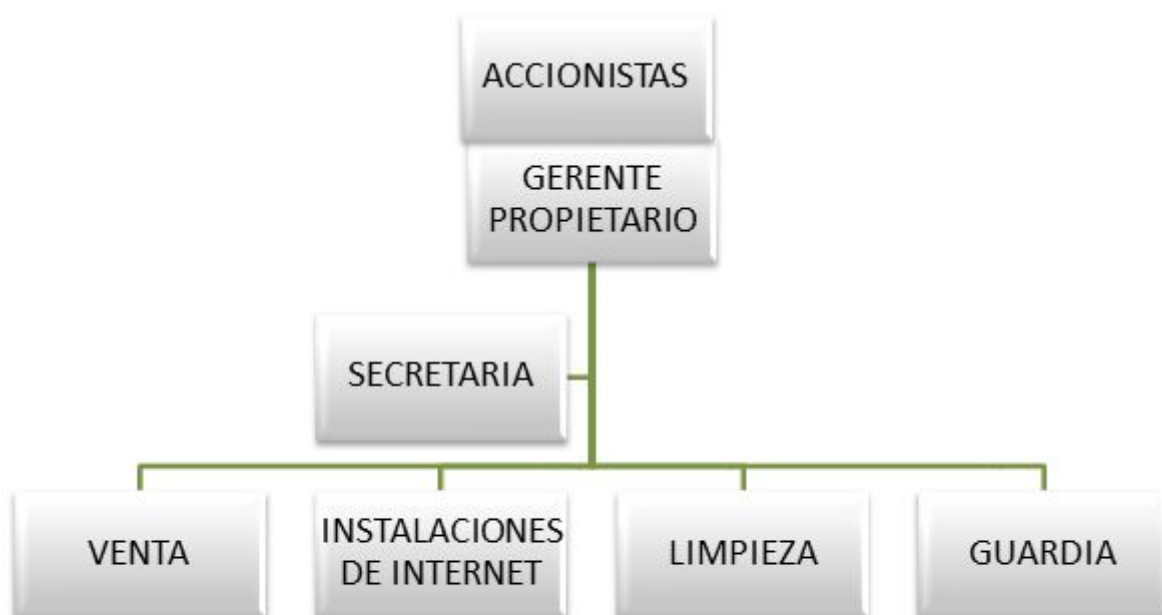 ACCIONISTAS
GERENTE
PROPIETARIO
SECRETARIA
VENTA
INSTALACIONES
DE INTERNET
LIMPIEZA
GUARDIA